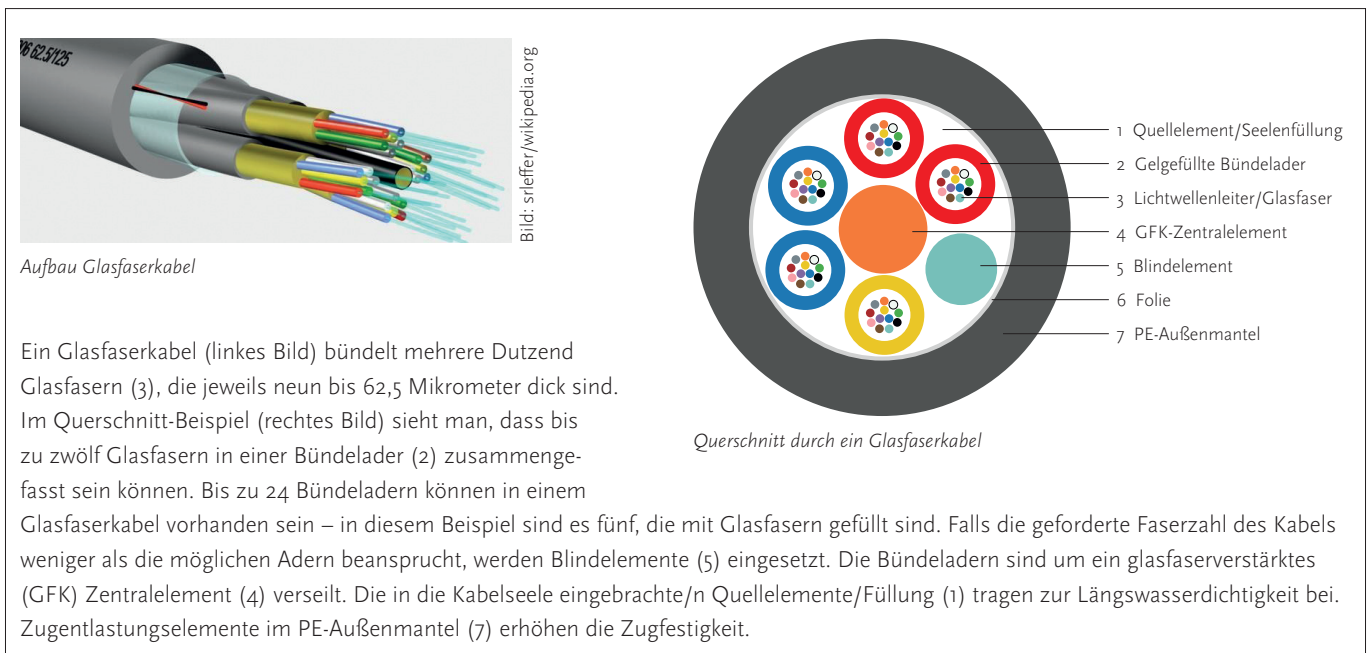 06 62.5/125
Bild: srleffer/wikipedia.org
Aufbau Glasfaserkabel
1 Quellelement/Seelenfüllung
2 Gelgefüllte Bündelader
3 Lichtwellenleiter/Glasfaser
4 GFK-Zentralelement
5 Blindelement
6 Folie
7 PE-Außenmantel
Querschnitt durch ein Glasfaserkabel
Ein Glasfaserkabel (linkes Bild) bündelt mehrere Dutzend
Glasfasern (3), die jeweils neun bis 62,5 Mikrometer dick sind.
Im Querschnitt-Beispiel (rechtes Bild) sieht man, dass bis
zu zwölf Glasfasern in einer Bündelader (2) zusammenge-
fasst sein können. Bis zu 24 Bündeladern können in einem
Glasfaserkabel vorhanden sein – in diesem Beispiel sind es fünf, die mit Glasfasern gefüllt sind. Falls die geforderte Faserzahl des Kabels
weniger als die möglichen Adern beansprucht, werden Blindelemente (5) eingesetzt. Die Bündeladern sind um ein glasfaserverstärktes
(GFK) Zentralelement (4) verseilt. Die in die Kabelseele eingebrachte/n Quellelemente/Füllung (1) tragen zur Längswasserdichtigkeit bei.
Zugentlastungselemente im PE-Außenmantel (7) erhöhen die Zugfestigkeit.